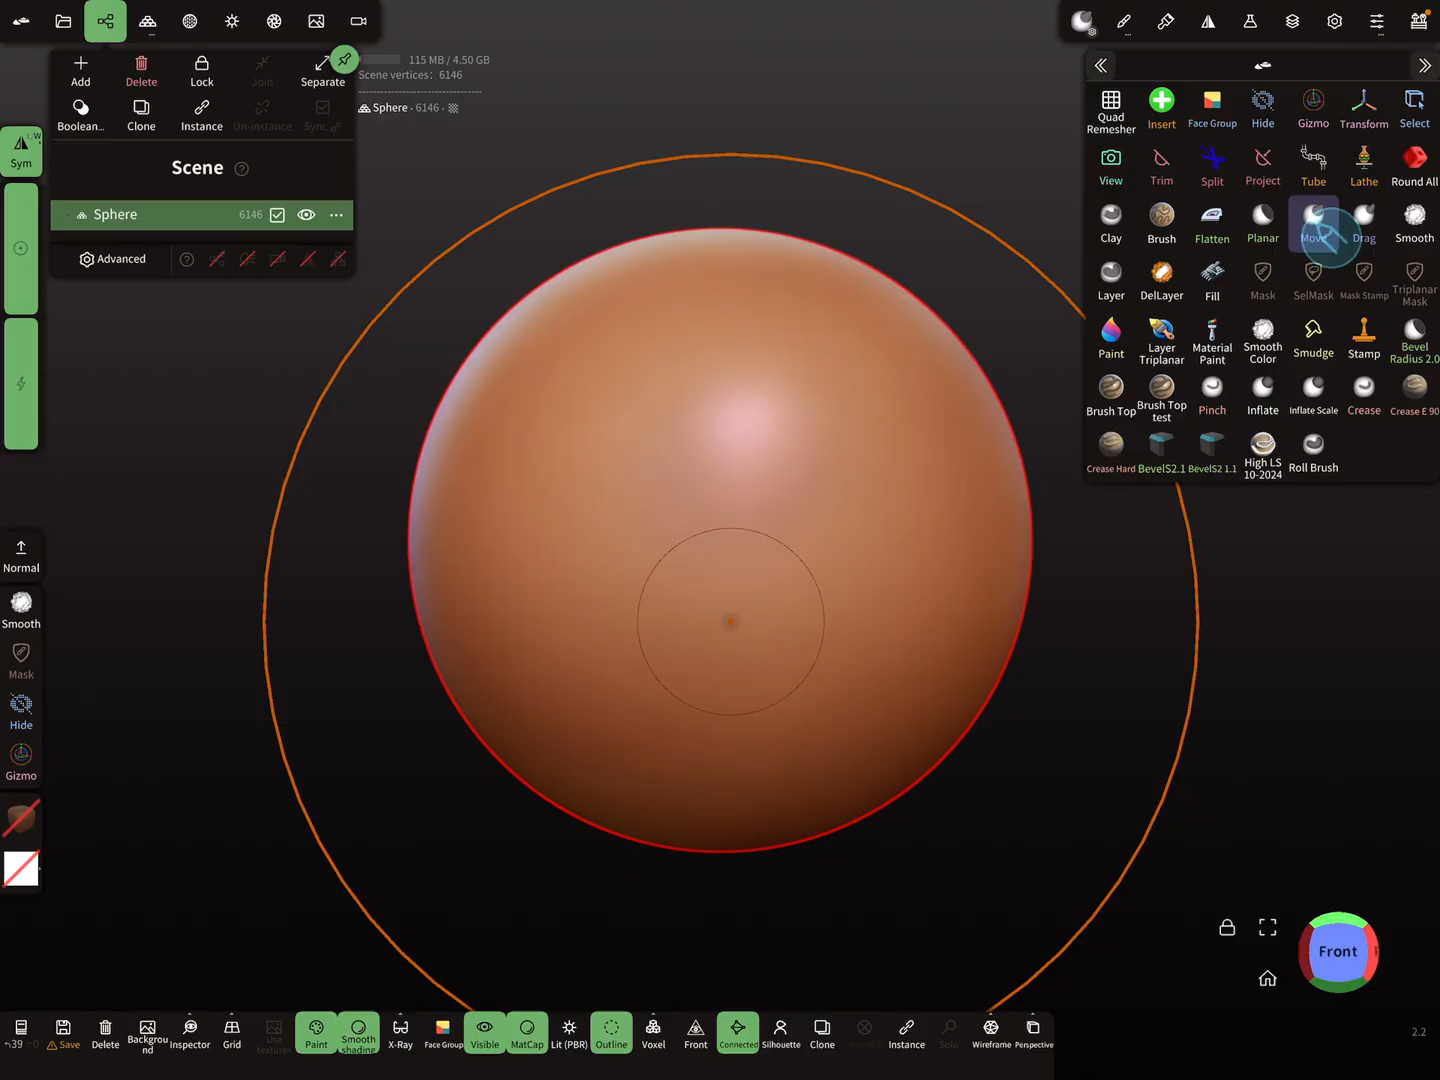 115 MB / 4.50 GB
Scene vertices: 6146
Sphere · 6146 ·
Add
Delete
Lock
Join
Separate
Boolean...
Clone
Instance
Un-instance
Sync
Scene
Sphere
6146
Advanced
Sym
Normal
Smooth
Mask
Hide
Gizmo
Quad Remesher
Insert
Face Group
Hide
Gizmo
Transform
Select
View
Trim
Split
Project
Tube
Lathe
Round All
Clay
Brush
Flatten
Planar
Move
Drag
Smooth
Layer
DelLayer
Fill
Mask
SelMask
Mask Stamp
Triplanar Mask
Paint
Layer Triplanar
Material Paint
Smooth Color
Smudge
Stamp
Bevel Radius 2.0
Brush Top
Brush Top test
Pinch
Inflate
Inflate Scale
Crease
Crease E 90
Crease Hard
BevelS2.1
BevelS2 1.1
High LS 10-2024
Roll Brush
Front
2.2
39
0
Save
Delete
Backgrou
nd
Inspector
Grid
Use
Paint
Smooth shading
X-Ray
Face Group
Visible
MatCap
Lit (PBR)
Outline
Voxel
Front
Connected
Silhouette
Clone
Instance
Solo
Wireframe
Perspective